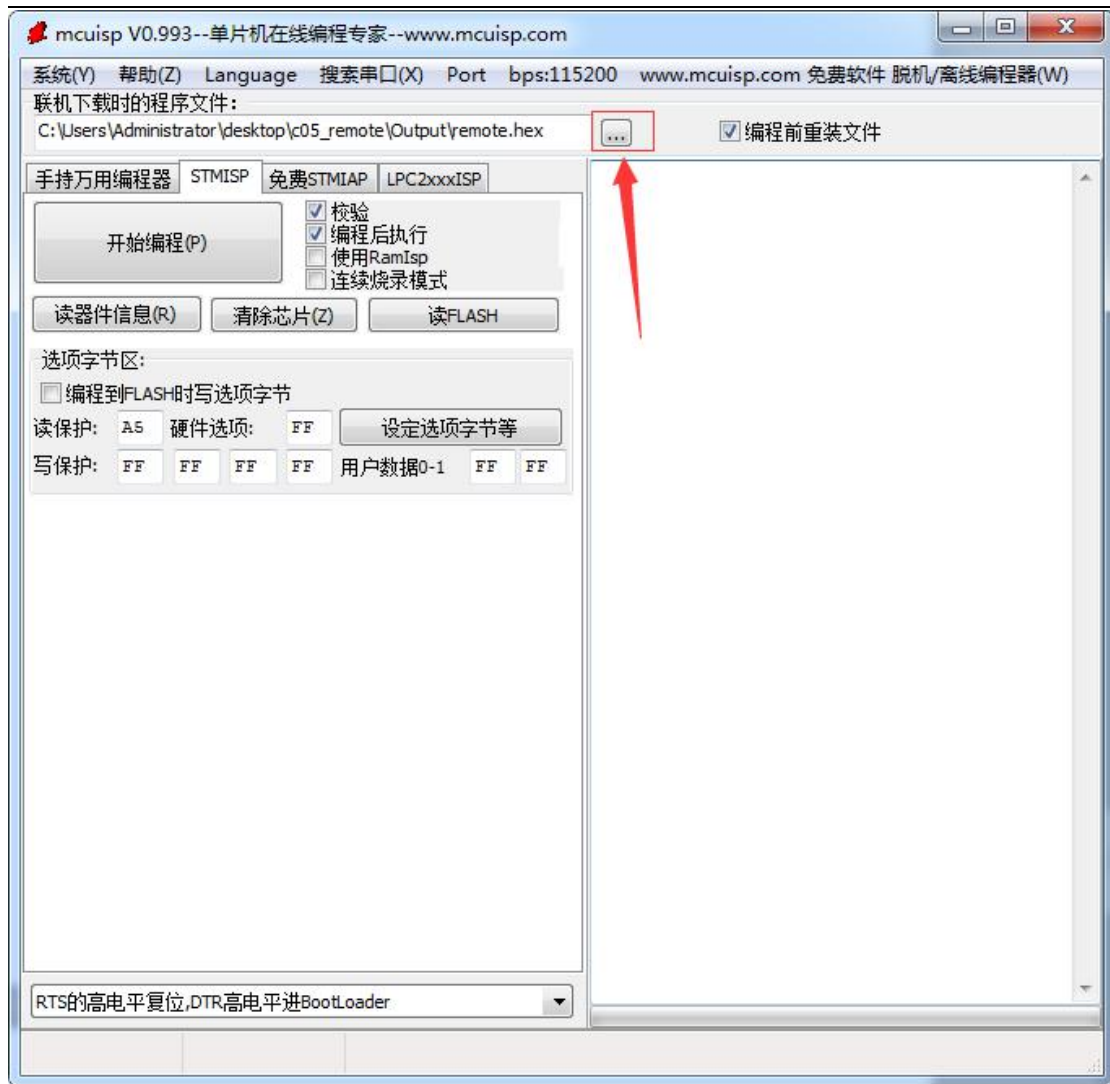 mcuisp V0.993--单片机在线编程专家--www.mcuisp.com
系统(Y) 帮助(Z) Language 搜索串口(X) Port bps:115200 www.mcuisp.com 免费软件 脱机/离线编程器(W)
联机下载时的程序文件:
C:\Users\Administrator\desktop\c05_remote\Output\remote.hex ... 编程前重装文件
手持万用编程器 STMISP 免费STMIAP LPC2xxxISP
开始编程(P)
校验
编程后执行
使用RamIsp
连续烧录模式
读器件信息(R) 清除芯片(Z) 读FLASH
选项字节区:
编程到FLASH时写选项字节
读保护: A5 硬件选项: FF 设定选项字节等
写保护: FF FF FF FF 用户数据0-1 FF FF
RTS的高电平复位,DTR高电平进BootLoader